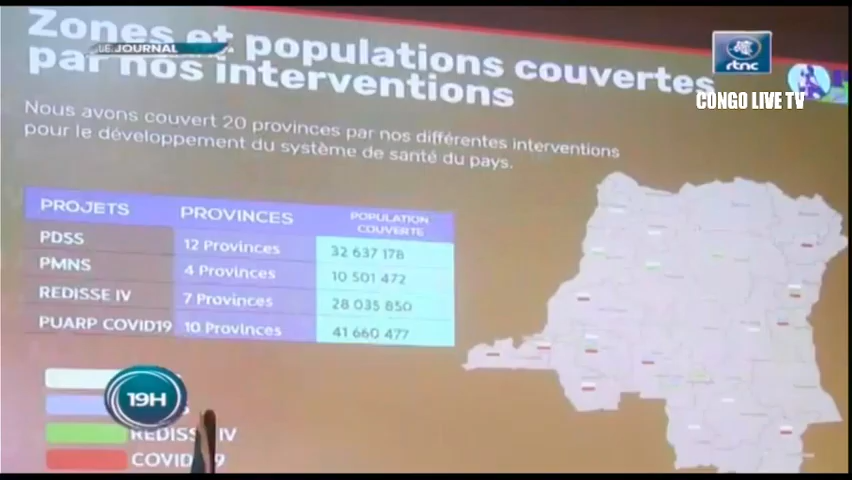 Zones et populations couvertes
par nos interventions
LE JOURNAL
rtnc
CONGO LIVE TV
Nous avons couvert 20 provinces par nos différentes interventions
pour le développement du système de santé du pays.
PROJETS PROVINCES POPULATION COUVERTE
PDSS 12 Provinces 32 637 178
PMNS 4 Provinces 10 501 472
REDISSE IV 7 Provinces 28 035 850
PUARP COVID19 10 Provinces 41 660 477
19H
REDISSE IV